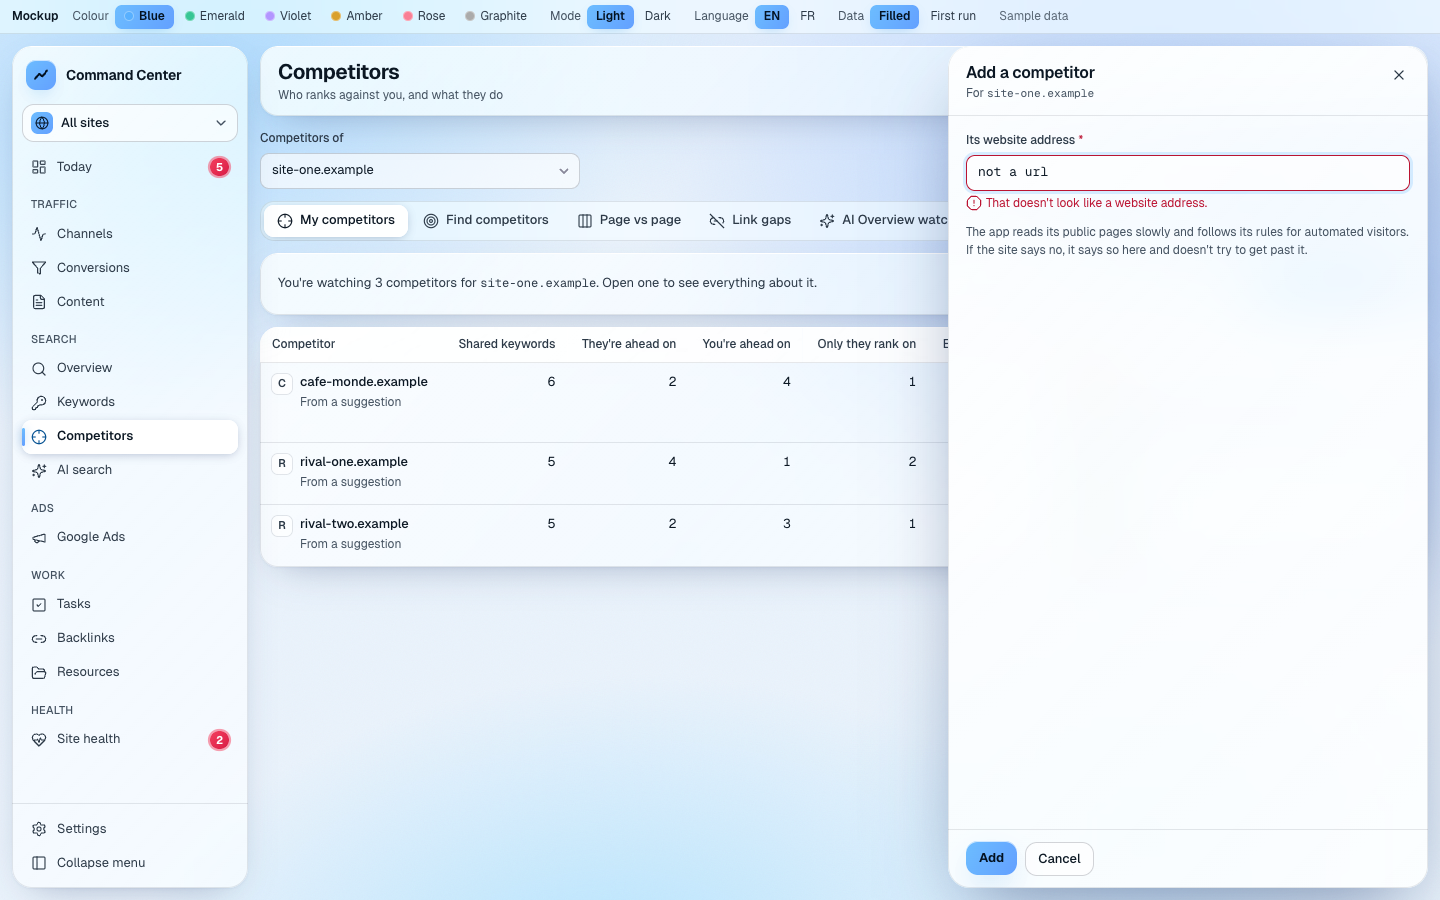 Mockup Colour Blue Emerald Violet Amber Rose Graphite Mode Light Dark Language EN FR Data Filled First run Sample data
Command Center
All sites
Today 5
TRAFFIC
Channels
Conversions
Content
SEARCH
Overview
Keywords
Competitors
AI search
ADS
Google Ads
WORK
Tasks
Backlinks
Resources
HEALTH
Site health 2
Settings
Collapse menu
Competitors
Who ranks against you, and what they do
Competitors of
site-one.example
My competitors Find competitors Page vs page Link gaps AI Overview watc
You're watching 3 competitors for site-one.example. Open one to see everything about it.
Competitor Shared keywords They're ahead on You're ahead on Only they rank on
C cafe-monde.example 6 2 4 1
From a suggestion
R rival-one.example 5 4 1 2
From a suggestion
R rival-two.example 5 2 3 1
From a suggestion
Add a competitor
For site-one.example
Its website address *
not a url
That doesn't look like a website address.
The app reads its public pages slowly and follows its rules for automated visitors.
If the site says no, it says so here and doesn't try to get past it.
Add Cancel